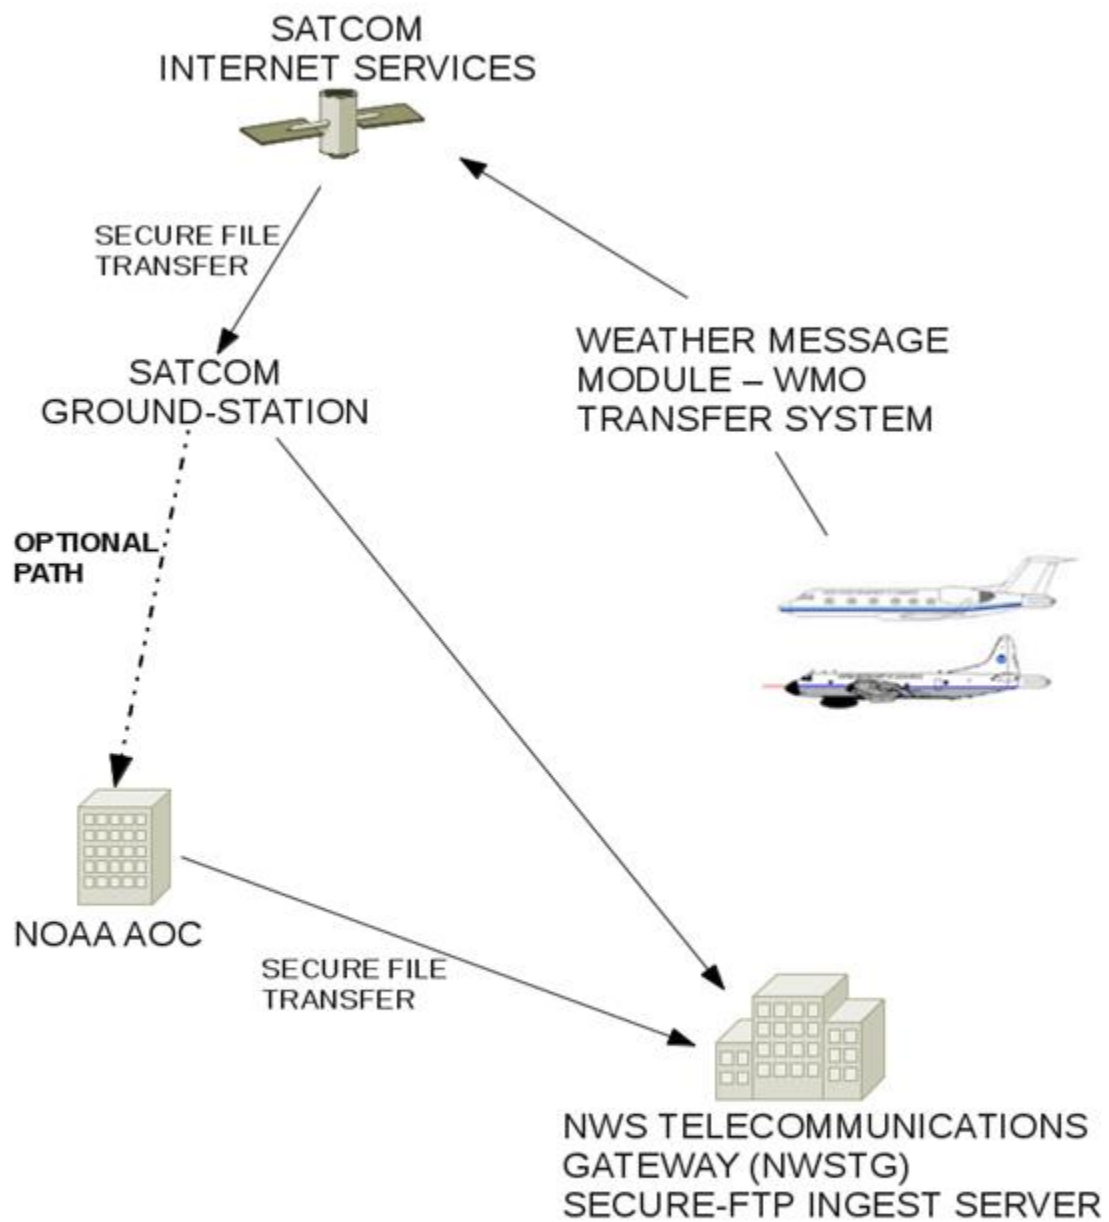 SATCOM
INTERNET SERVICES
SECURE FILE
TRANSFER
SATCOM
GROUND-STATION
WEATHER MESSAGE
MODULE – WMO
TRANSFER SYSTEM
OPTIONAL
PATH
NOAA AOC
SECURE FILE
TRANSFER
NWS TELECOMMUNICATIONS
GATEWAY (NWSTG)
SECURE-FTP INGEST SERVER